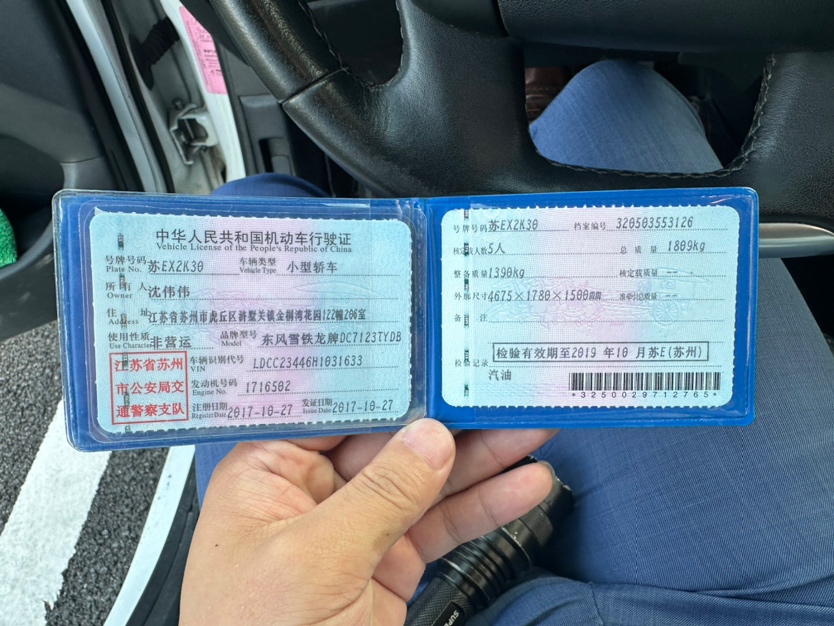 中华人民共和国机动车行驶证
Vehicle License of the People's Republic of China
号牌号码 苏EX2K30 车辆类型 小型轿车
Plate No. Vehicle Type
所有人 沈伟伟
Owner
住址 江苏省苏州市虎丘区浒墅关镇金桐湾花园122幢206室
Address
使用性质 非营运 品牌型号 东风雪铁龙牌DC7123TYDB
Use Character Model
江苏省苏州
市公安局交
通警察支队
车辆识别代号 LDCC23446H1031633
VIN
发动机号码 1716502
Engine No.
注册日期 2017-10-27 发证日期 2017-10-27
Register Date Issue Date
号牌号码 苏EX2K30 档案编号 320503553126
核定载人数 5人 总质量 1809kg
整备质量 1390kg 核定载质量 --
外廓尺寸 4675×1780×1500mm 准牵引总质量 --
备注
检验记录 检验有效期至2019年10月苏E(苏州)
汽油
*3250029712765*